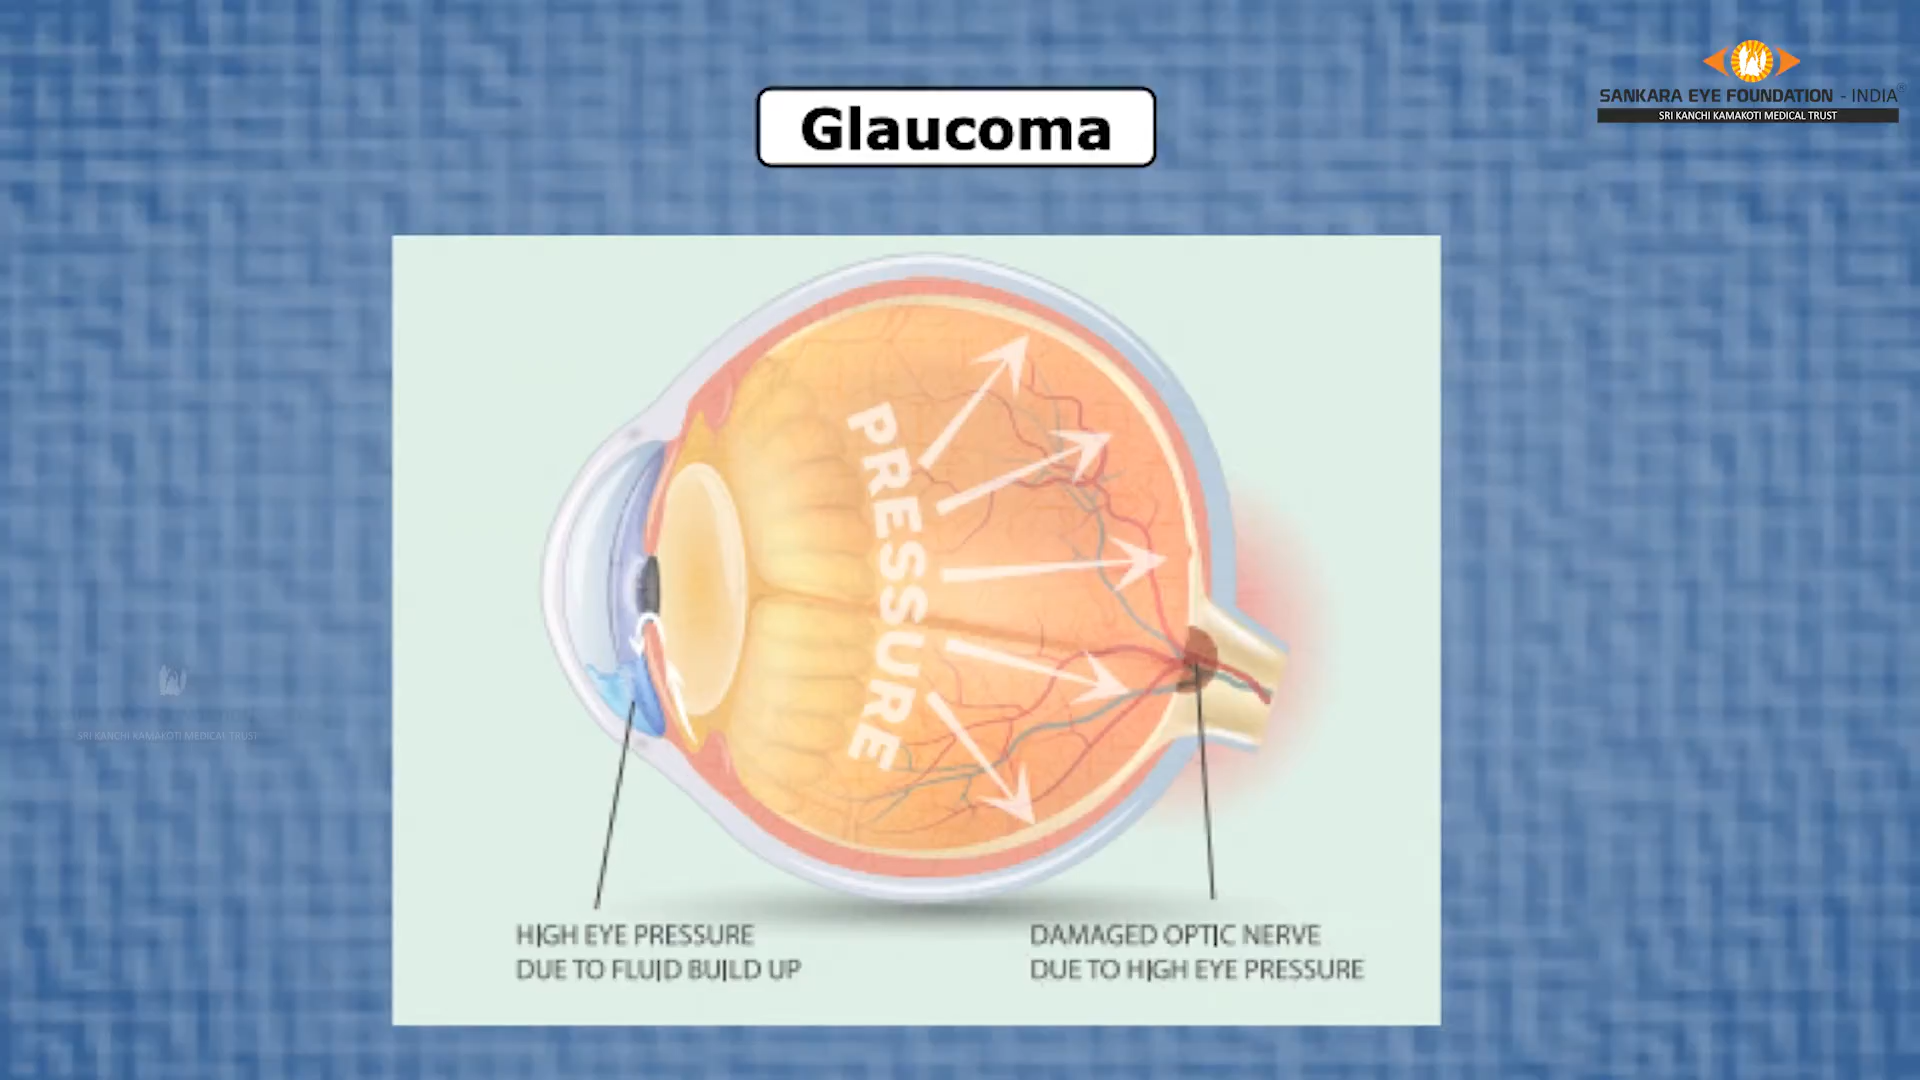 SANKARA EYE FOUNDATION - INDIA®
SRI KANCHI KAMAKOTI MEDICAL TRUST
Glaucoma
PRESSURE
SRI KANCHI KAMAKOTI MEDICAL TRUST
HIGH EYE PRESSURE
DUE TO FLUID BUILD UP
DAMAGED OPTIC NERVE
DUE TO HIGH EYE PRESSURE